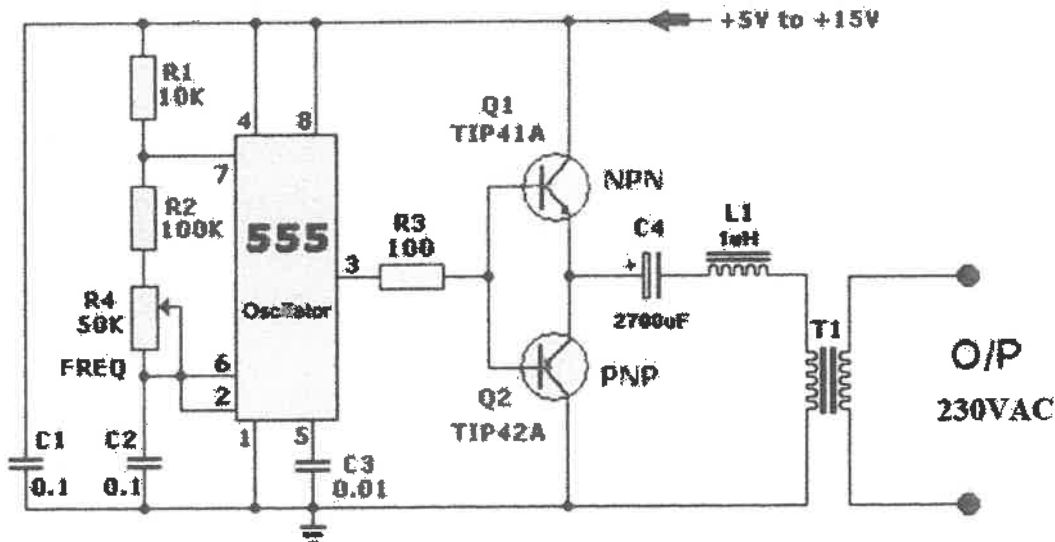 +5V to +15V
R1
10K
Q1
TIP41A
4
8
7
NPN
R2
100K
555
R3
100
C4
L1
1uH
3
+
R4
50K
Oscillator
2700uF
T1
O/P
FREQ
6
2
PNP
230VAC
Q2
TIP42A
C1
0.1
C2
0.1
1
5
C3
0.01